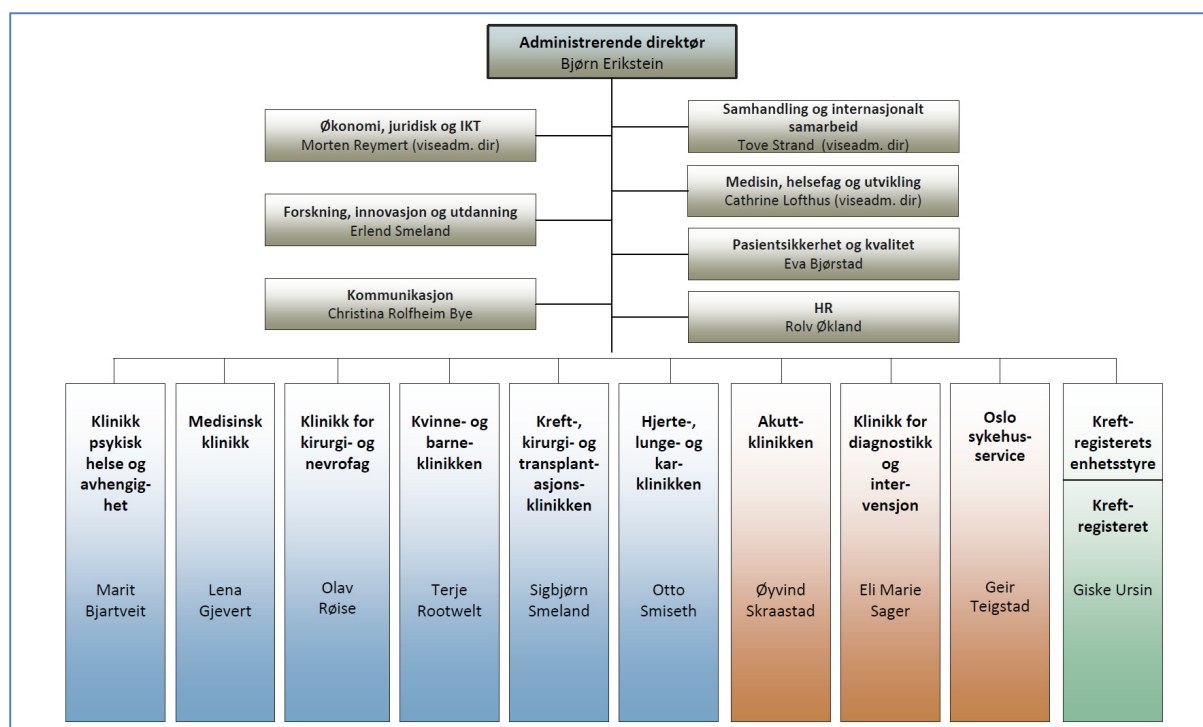 Administrerende direktør
Bjørn Erikstein
Økonomi, juridisk og IKT
Morten Reymert (viseadm. dir)
Samhandling og internasjonalt
samarbeid
Tove Strand (viseadm. dir)
Medisin, helsefag og utvikling
Cathrine Lofthus (viseadm. dir)
Forskning, innovasjon og utdanning
Erlend Smeland
Pasientsikkerhet og kvalitet
Eva Bjørstad
Kommunikasjon
Christina Rolfheim Bye
HR
Rolv Økland
Klinikk
psykisk
helse og
avhengig-
het
Marit
Bjartveit
Medisinsk
klinikk
Lena
Gjevert
Klinikk for
kirurgi- og
nevrofag
Olav
Røise
Kvinne- og
barne-
klinikken
Terje
Rootwelt
Kreft-,
kirurgi- og
transplant-
asjons-
klinikken
Sigbjørn
Smeland
Hjerte-,
lunge- og
kar-
klinikken
Otto
Smiseth
Akutt-
klinikken
Øyvind
Skraastad
Klinikk for
diagnostikk
og
inter-
vensjon
Eli Marie
Sager
Oslo
sykehus-
service
Geir
Teigstad
Kreft-
registerets
enhetsstyre
Kreft-
registeret
Giske Ursin